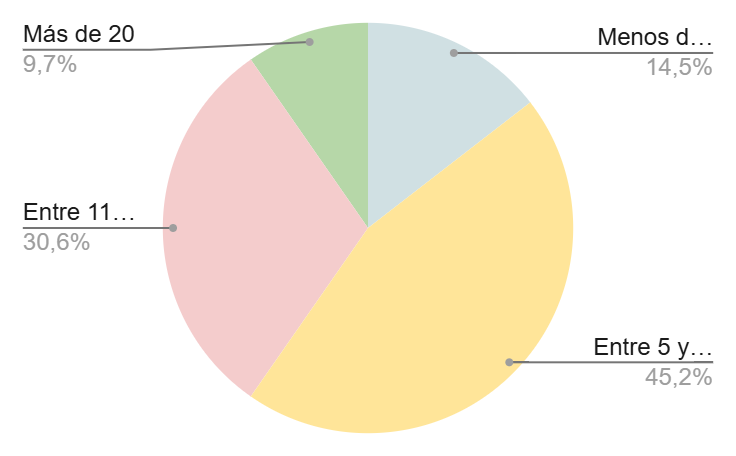 Más de 20
9,7%
Menos d…
14,5%
Entre 11…
30,6%
Entre 5 y…
45,2%